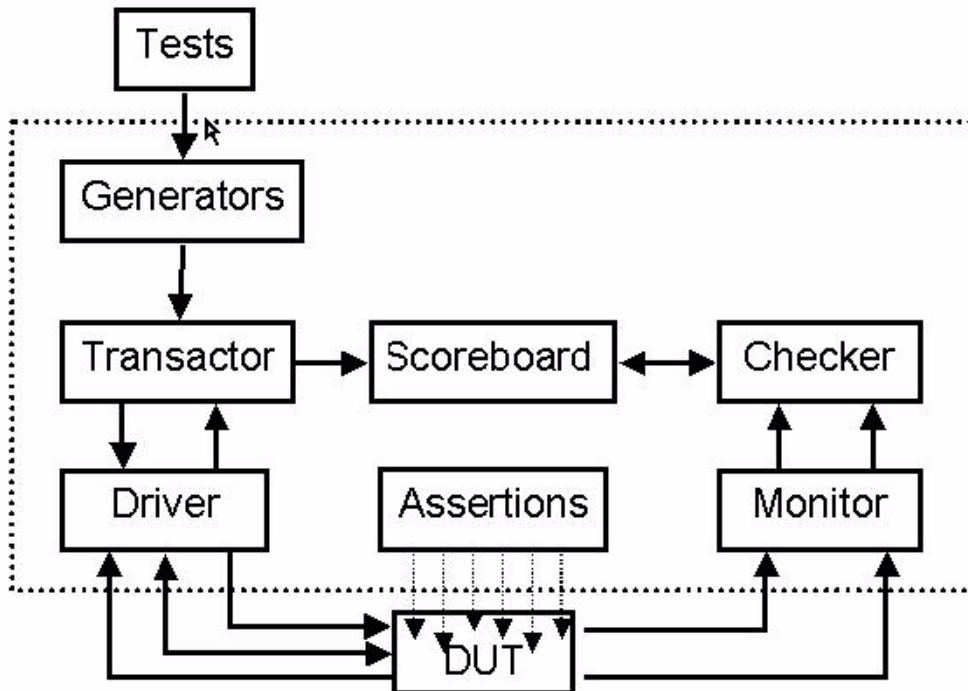 Tests
Generators
Transactor
Scoreboard
Checker
Driver
Assertions
Monitor
DUT